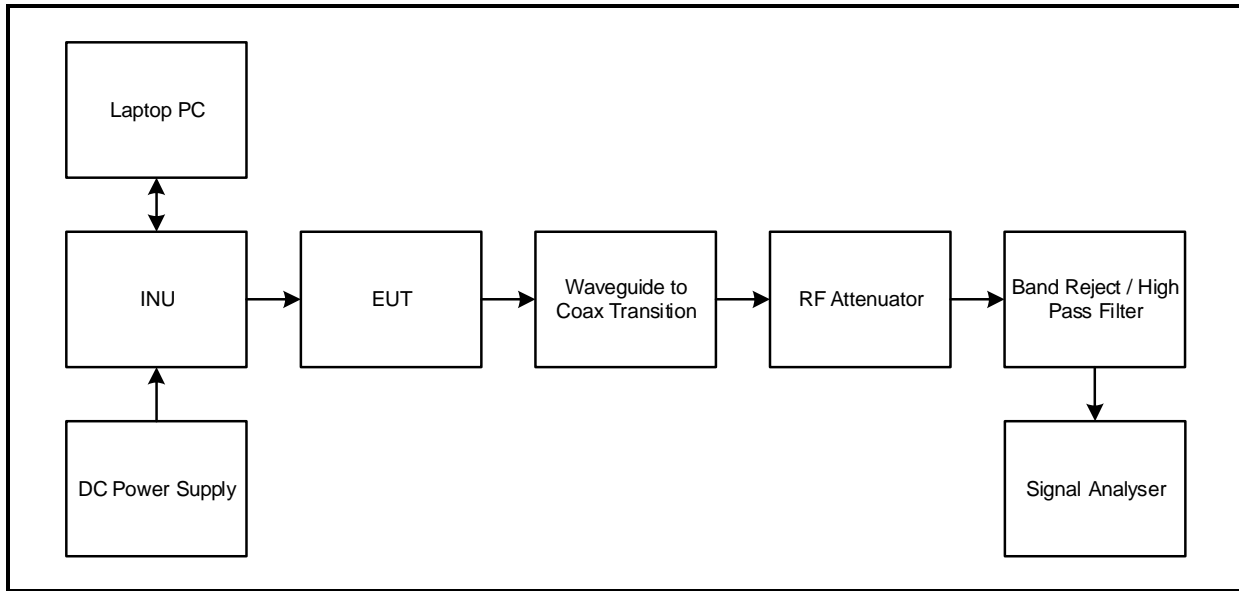 Laptop PC
INU
EUT
Waveguide to
Coax Transition
RF Attenuator
Band Reject / High
Pass Filter
DC Power Supply
Signal Analyser